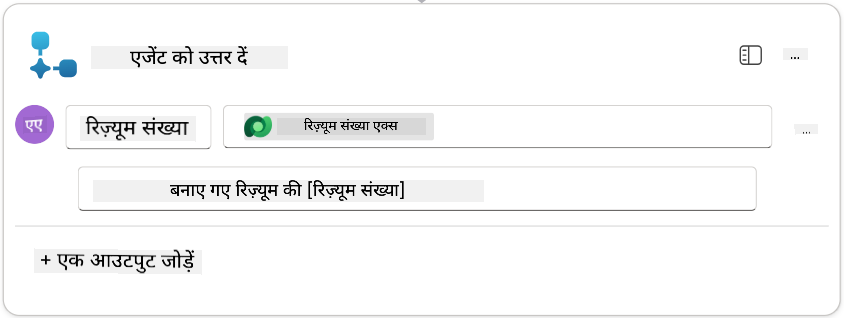 एजेंट को उत्तर दें
...
एए
रिज़्यूम संख्या
रिज़्यूम संख्या एक्स
...
बनाए गए रिज़्यूम की [रिज़्यूम संख्या]
+ एक आउटपुट जोड़ें